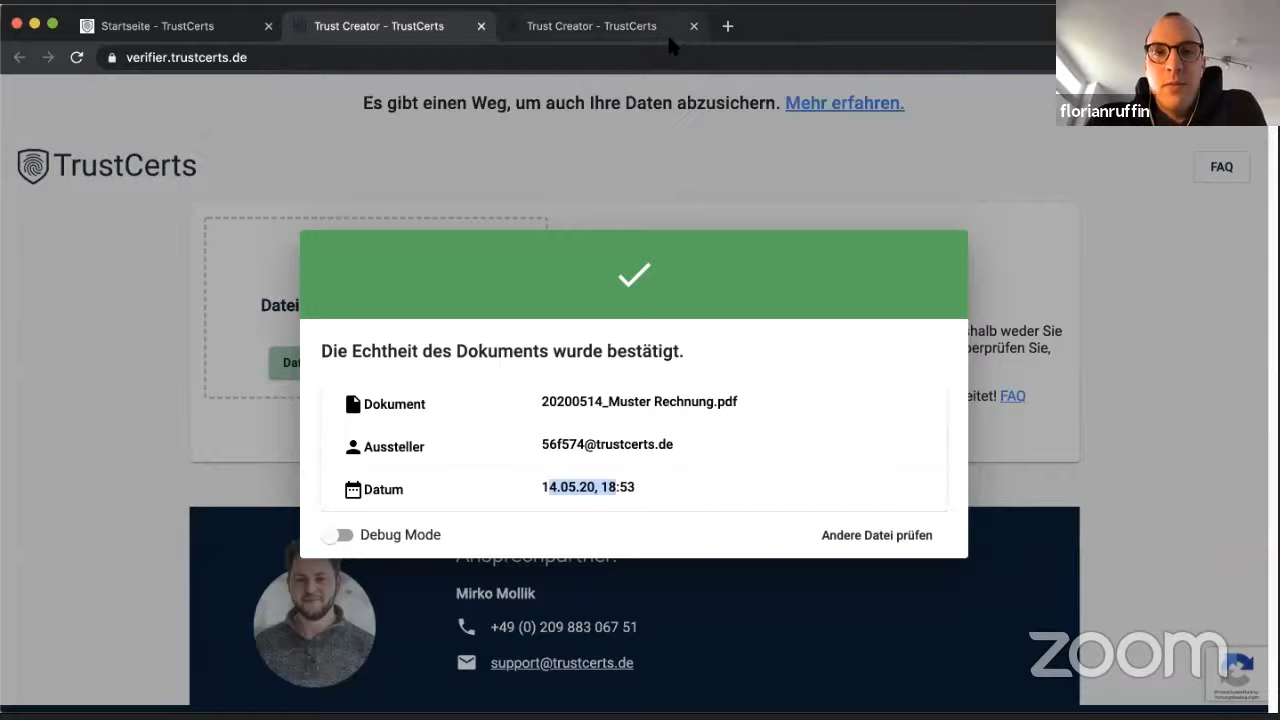 Startseite - TrustCerts
Trust Creator - TrustCerts
Trust Creator - TrustCerts
verifier.trustcerts.de
florianruffin
Es gibt einen Weg, um auch Ihre Daten abzusichern. Mehr erfahren.
TrustCerts
FAQ
Datei
Dat
shalb weder Sie
erprüfen Sie,
eitet! FAQ
Die Echtheit des Dokuments wurde bestätigt.
Dokument 20200514_Muster Rechnung.pdf
Aussteller 56f574@trustcerts.de
Datum 14.05.20, 18:53
Debug Mode
Andere Datei prüfen
Ansprechpartner:
Mirko Mollik
+49 (0) 209 883 067 51
support@trustcerts.de
zoom